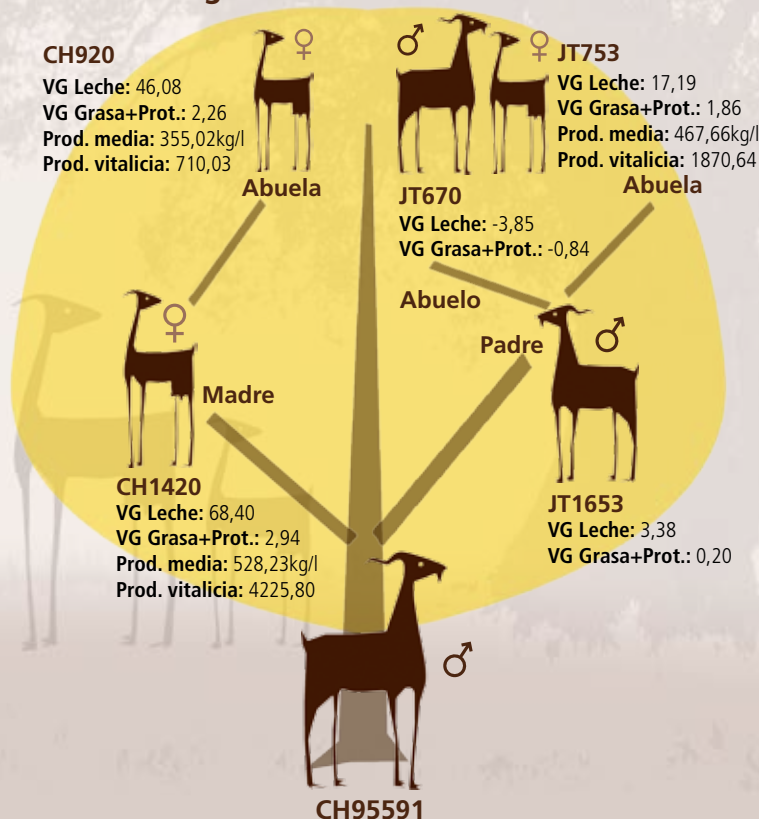 CH920
VG Leche: 46,08
VG Grasa+Prot.: 2,26
Prod. media: 355,02kg/l
Prod. vitalicia: 710,03
Abuela
♀
♂
♀
JT753
VG Leche: 17,19
VG Grasa+Prot.: 1,86
Prod. media: 467,66kg/l
Prod. vitalicia: 1870,64
Abuela
JT670
VG Leche: -3,85
VG Grasa+Prot.: -0,84
Abuelo
♀
Madre
CH1420
VG Leche: 68,40
VG Grasa+Prot.: 2,94
Prod. media: 528,23kg/l
Prod. vitalicia: 4225,80
Padre
♂
JT1653
VG Leche: 3,38
VG Grasa+Prot.: 0,20
♂
CH95591